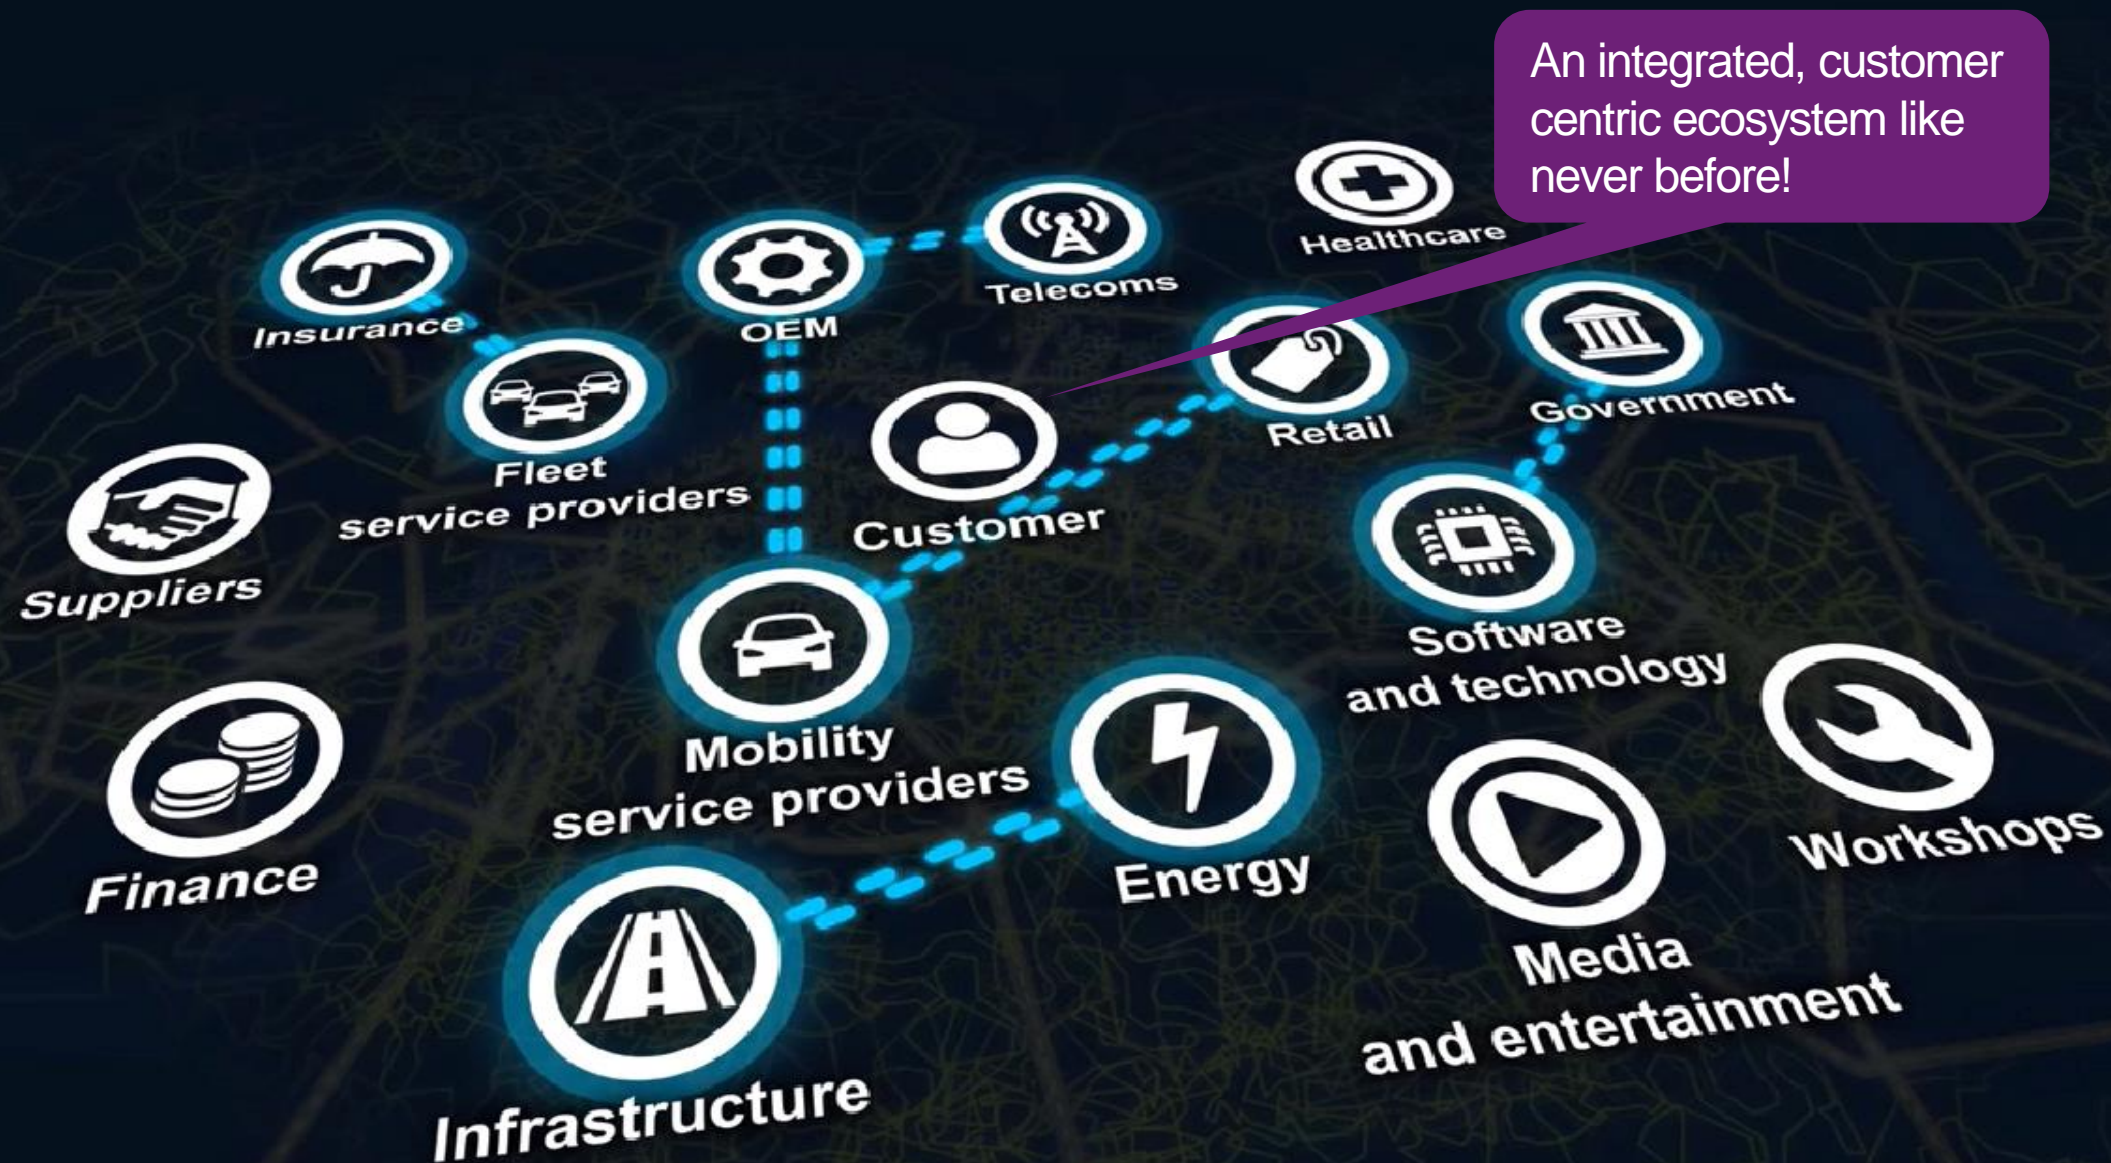 An integrated, customer
centric ecosystem like
never before!
Healthcare
Telecoms
Insurance
OEM
Government
Retail
Fleet
service providers
Customer
Suppliers
Software
and technology
Mobility
service providers
Workshops
Energy
Finance
Media
and entertainment
Infrastructure